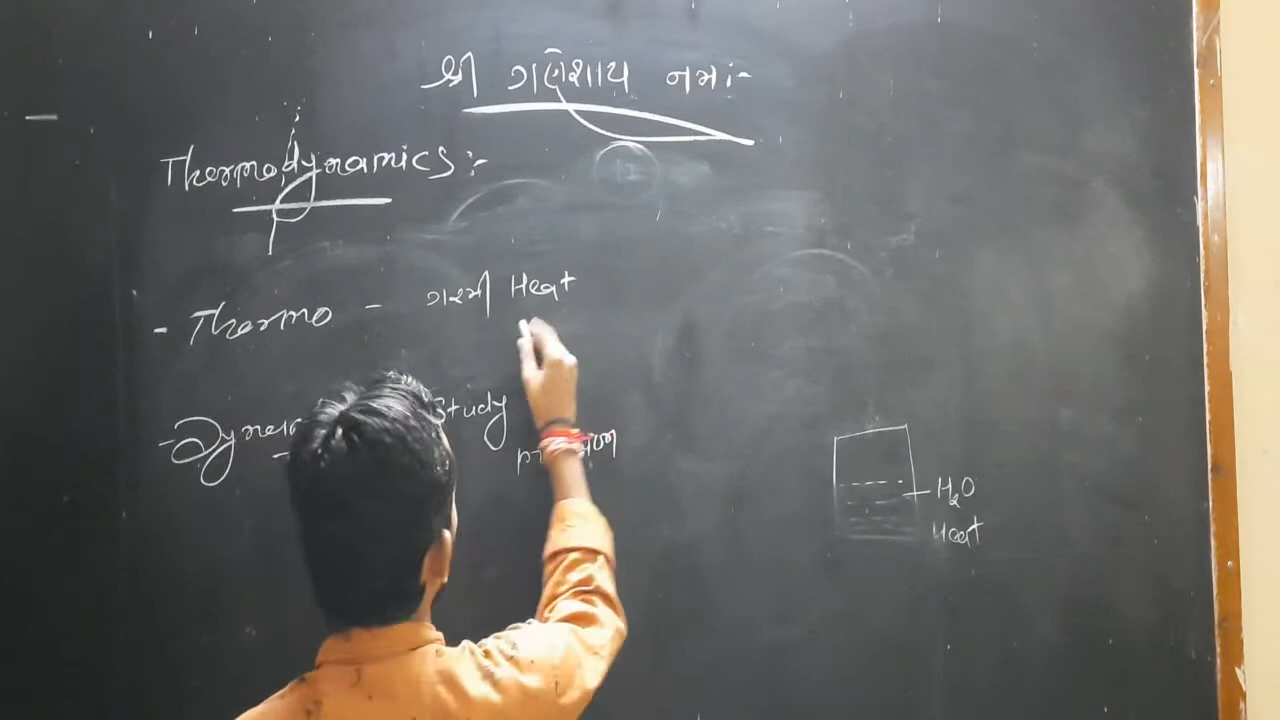 શ્રી ગણેશાય નમઃ-
Thermodynamics :-
- Thermo - ગરમી Heat
Study
H₂O
Heat